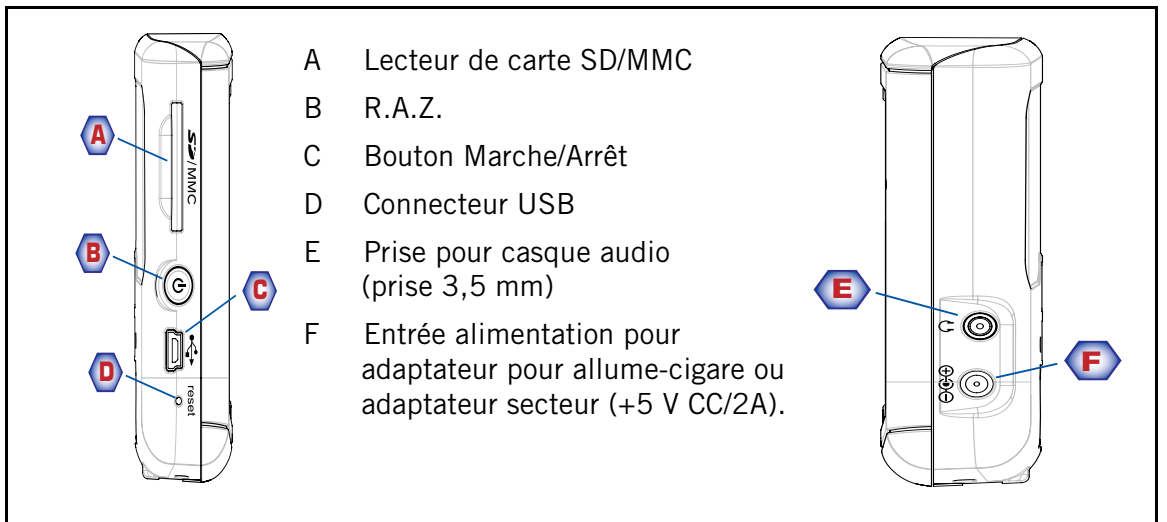 A
SD/MMC
B
C
D
reset
A Lecteur de carte SD/MMC
B R.A.Z.
C Bouton Marche/Arrêt
D Connecteur USB
E Prise pour casque audio
(prise 3,5 mm)
F Entrée alimentation pour
adaptateur pour allume-cigare ou
adaptateur secteur (+5 V CC/2A).
E
F